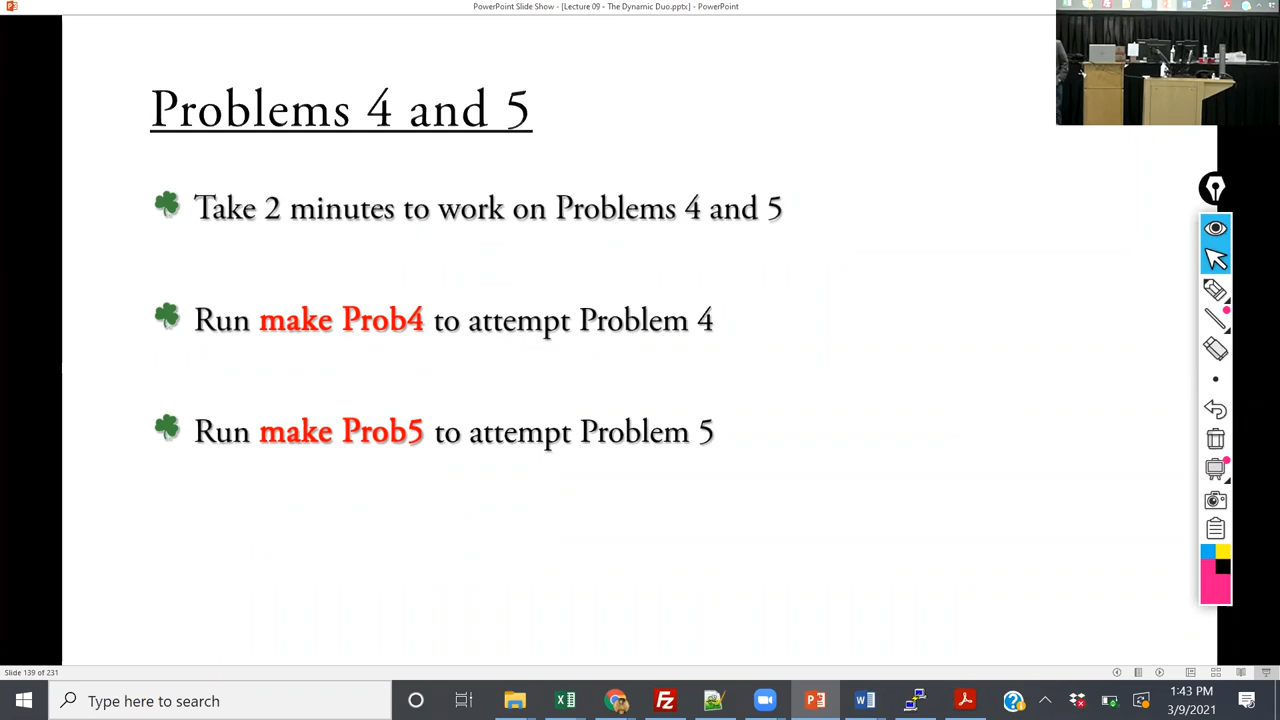 PowerPoint Slide Show - [Lecture 09 - The Dynamic Duo.pptx] - PowerPoint
Problems 4 and 5
Take 2 minutes to work on Problems 4 and 5
Run make Prob4 to attempt Problem 4
Run make Prob5 to attempt Problem 5
Slide 139 of 231
Type here to search
1:43 PM
3/9/2021